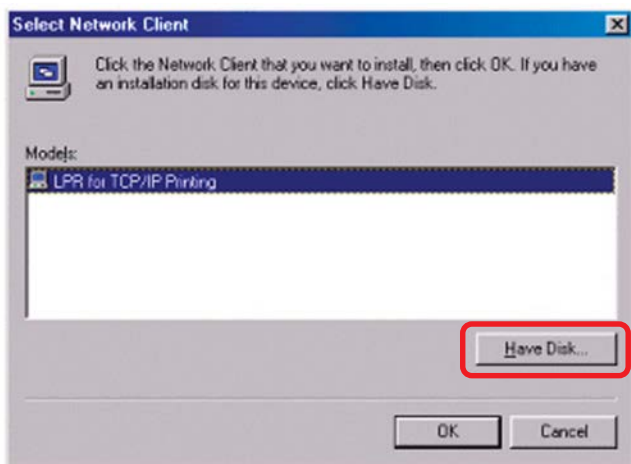 Select Network Client
Click the Network Client that you want to install, then click OK. If you have
an installation disk for this device, click Have Disk.
Models:
LPR for TCP/IP Printing
Have Disk...
OK
Cancel